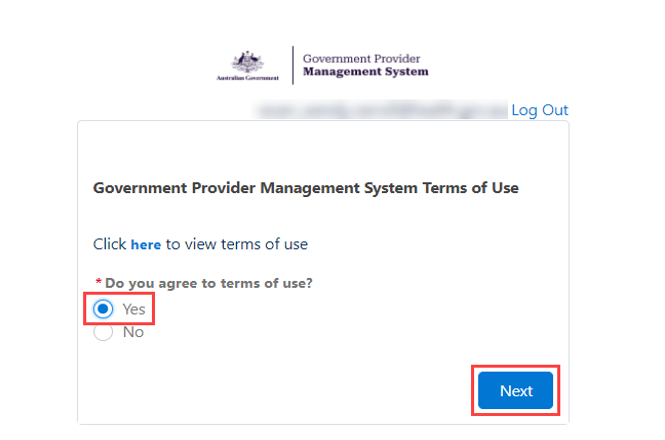 Australian Government
Government Provider
Management System
Log Out
Government Provider Management System Terms of Use
Click here to view terms of use
* Do you agree to terms of use?
Yes
No
Next